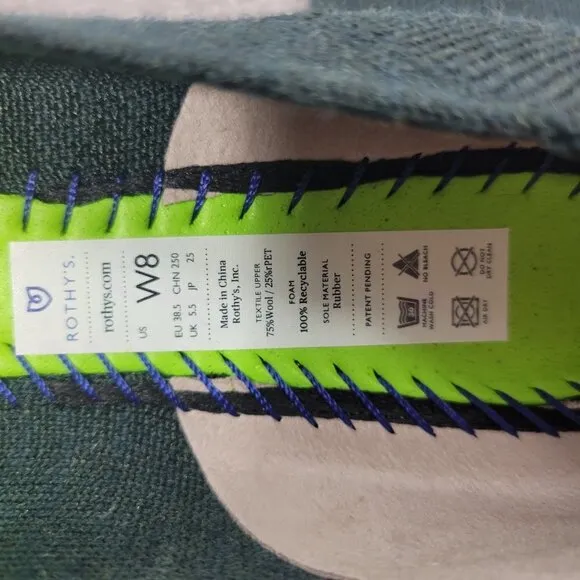 ROTHY'S.
rothys.com
US W8
EU 38.5 CHN 250
UK 5.5 JP 25
Made in China
Rothy's, Inc.
TEXTILE UPPER
75%Wool / 25%rPET
FOAM
100% Recyclable
SOLE MATERIAL
Rubber
PATENT PENDING
30
MACHINE
WASH COLD
NO BLEACH
AIR DRY
DO NOT
DRY CLEAN